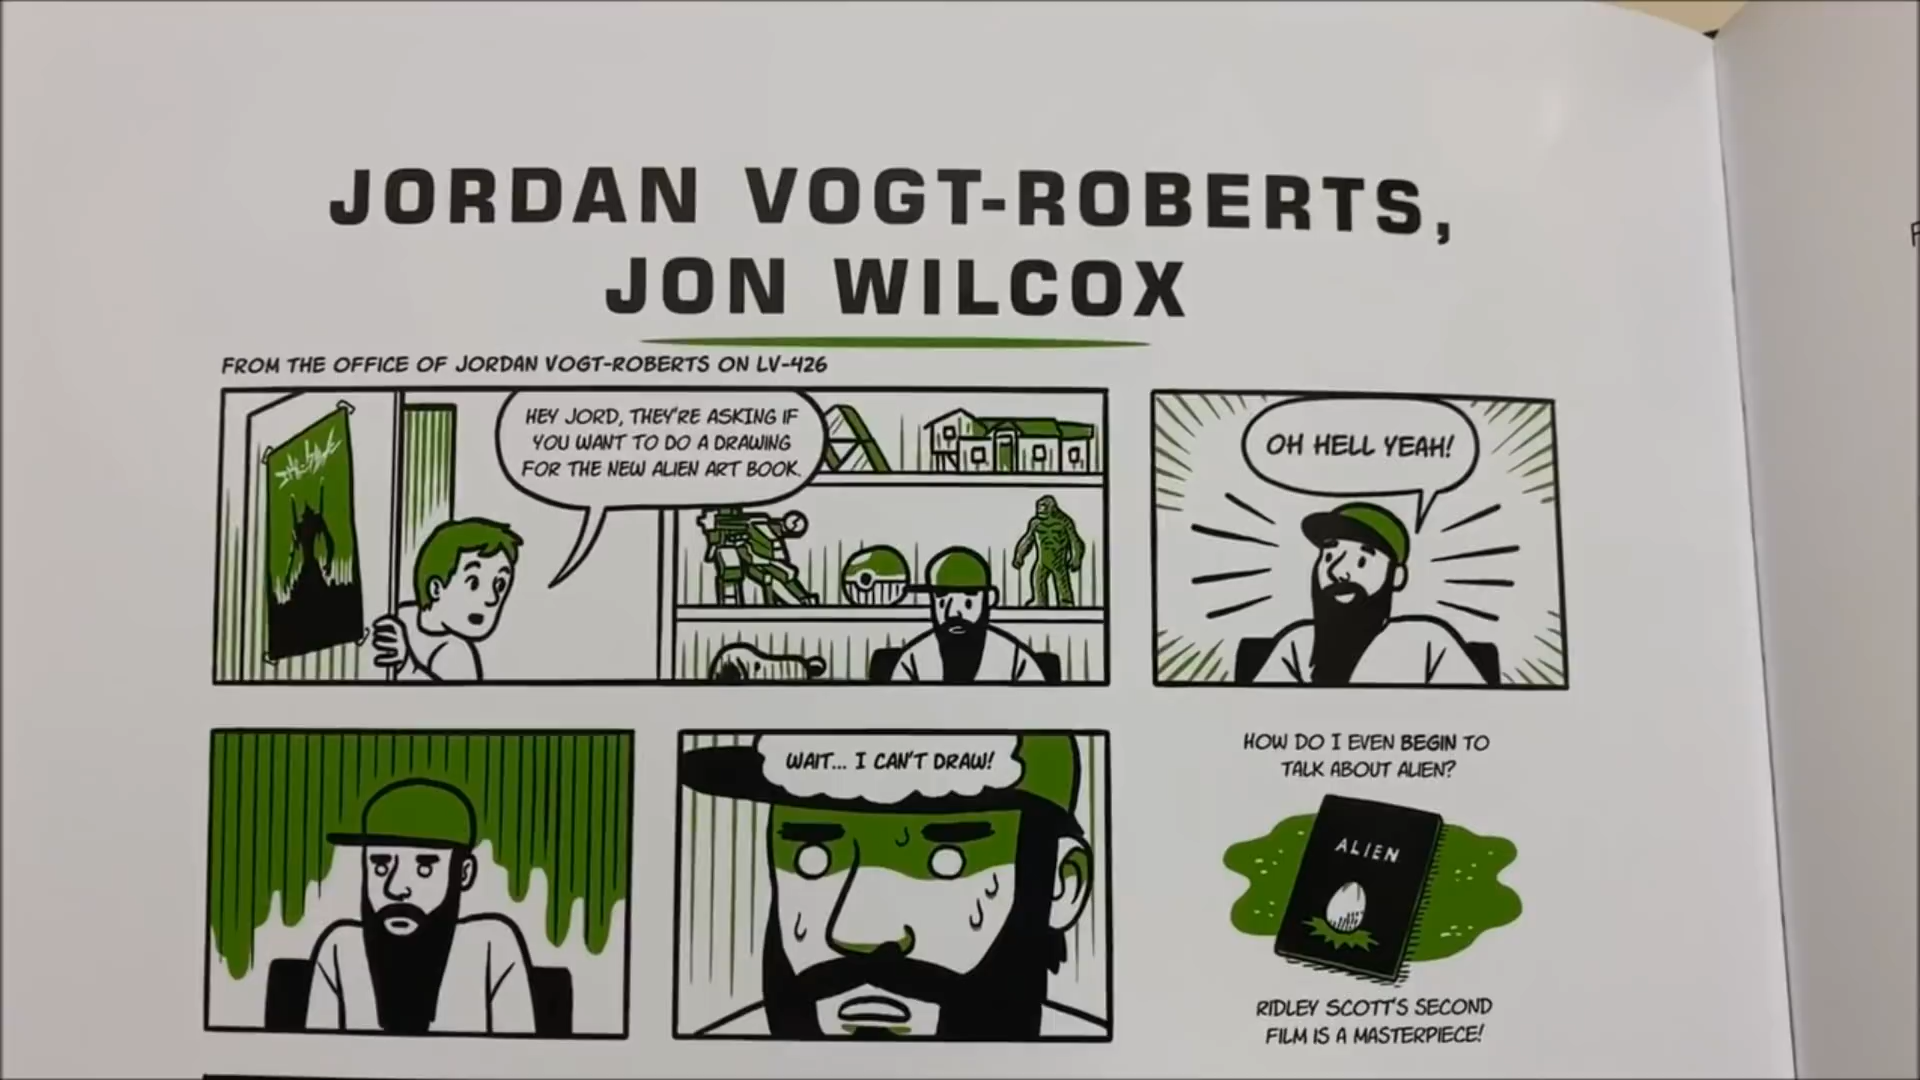 JORDAN VOGT-ROBERTS,
JON WILCOX
FROM THE OFFICE OF JORDAN VOGT-ROBERTS ON LV-426
HEY JORD, THEY'RE ASKING IF
YOU WANT TO DO A DRAWING
FOR THE NEW ALIEN ART BOOK.
OH HELL YEAH!
WAIT... I CAN'T DRAW!
HOW DO I EVEN BEGIN TO
TALK ABOUT ALIEN?
ALIEN
RIDLEY SCOTT'S SECOND
FILM IS A MASTERPIECE!